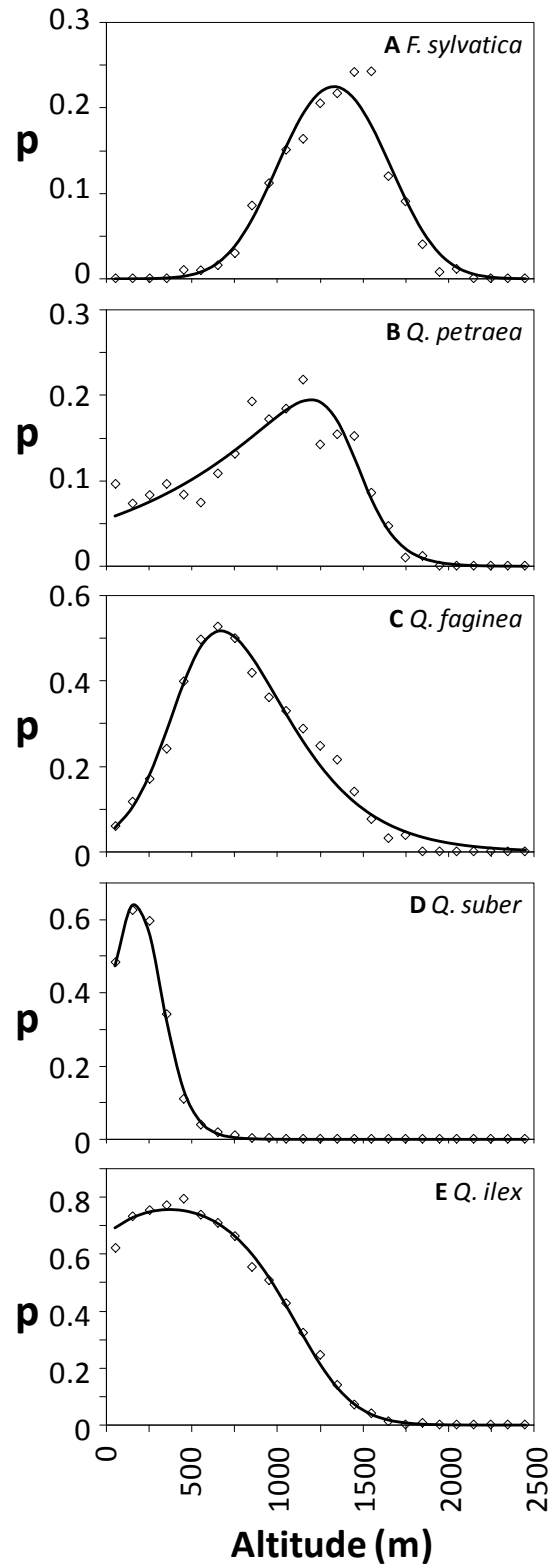 A F. sylvatica
0.3
0.2
p
0.1
0
B Q. petraea
0.3
0.2
p
0.1
0
C Q. faginea
0.6
0.4
p
0.2
0
D Q. suber
0.6
0.4
p
0.2
0
E Q. ilex
0.8
0.6
0.4
p
0.2
0
0 500 1000 1500 2000 2500
Altitude (m)